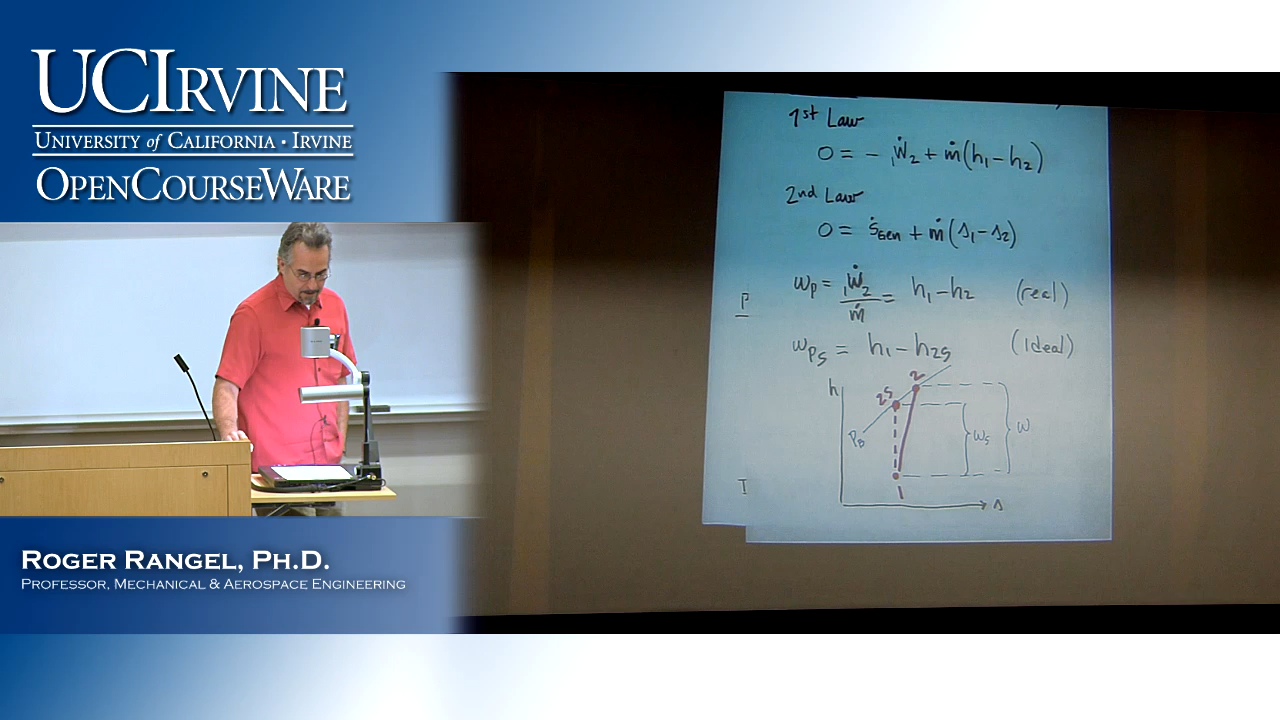 UCIRVINE
UNIVERSITY of CALIFORNIA · IRVINE
OPENCOURSEWARE
1st Law
0 = - ₁Ẇ₂ + ṁ(h₁ - h₂)
2nd Law
0 = Ṡgen + ṁ(s₁ - s₂)
P
wp = ₁Ẇ₂/ṁ = h₁ - h₂ (real)
wps = h₁ - h2s (ideal)
h
2
2s
PB
ws
w
I
1
s
ROGER RANGEL, PH.D.
PROFESSOR, MECHANICAL & AEROSPACE ENGINEERING